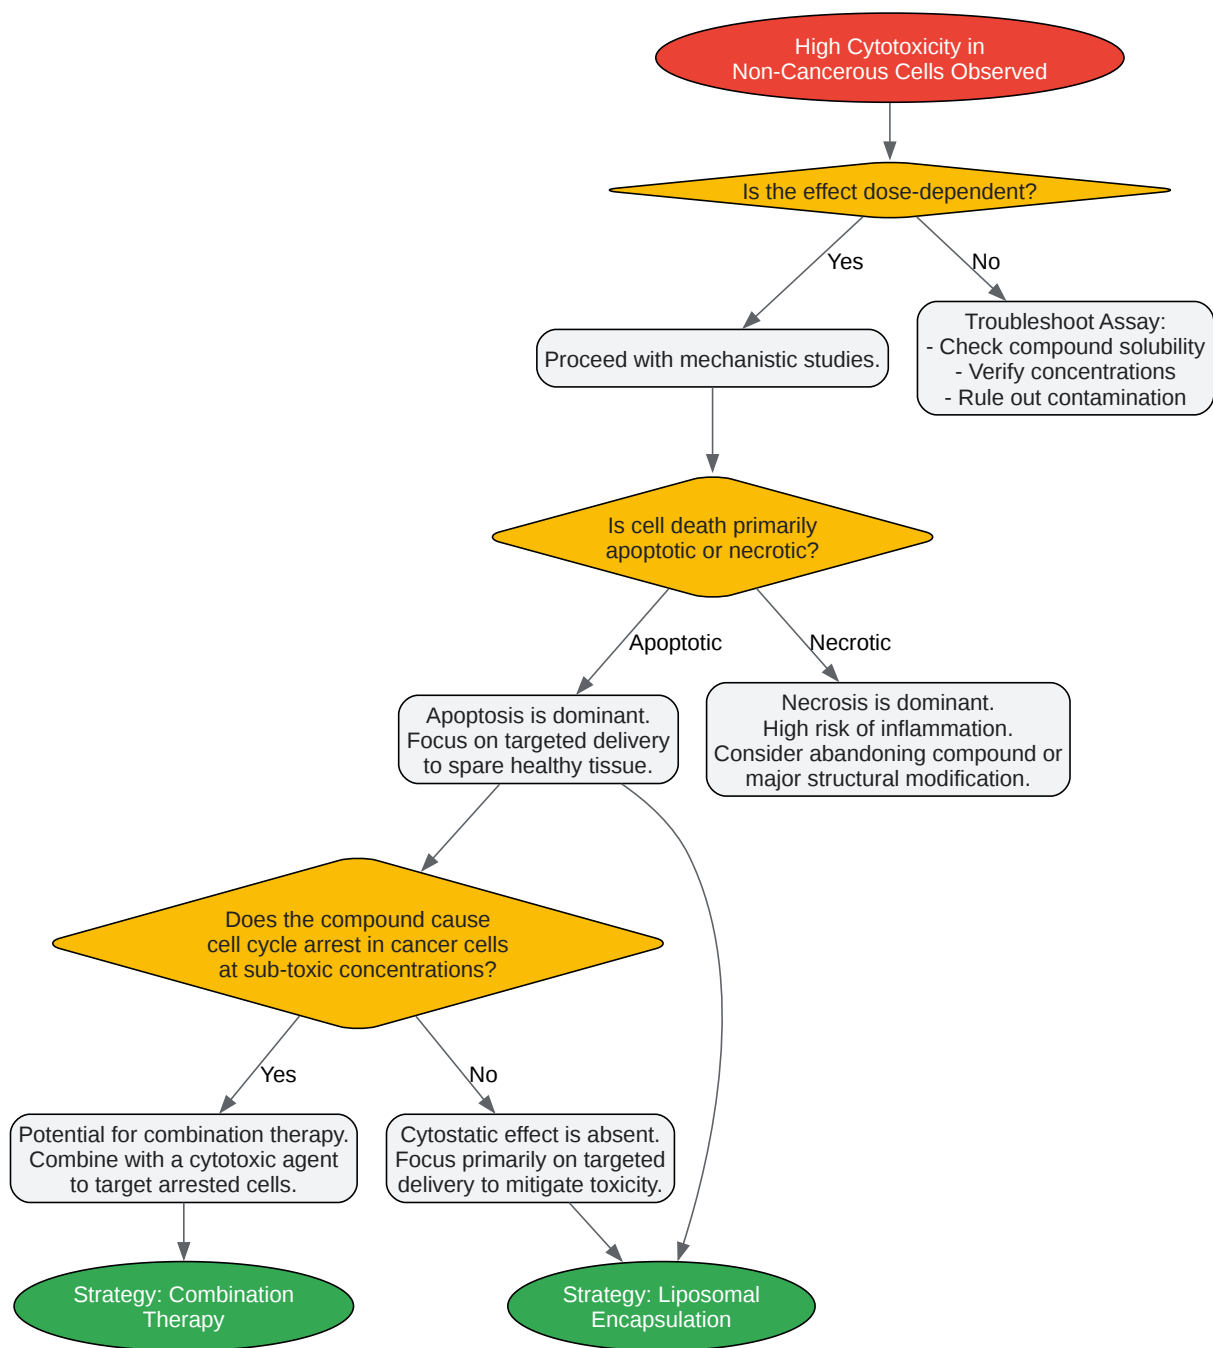 High Cytotoxicity in
Non-Cancerous Cells Observed
Is the effect dose-dependent?
Yes
No
Proceed with mechanistic studies.
Troubleshoot Assay:
- Check compound solubility
- Verify concentrations
- Rule out contamination
Is cell death primarily
apoptotic or necrotic?
Apoptotic
Necrotic
Apoptosis is dominant.
Focus on targeted delivery
to spare healthy tissue.
Necrosis is dominant.
High risk of inflammation.
Consider abandoning compound or
major structural modification.
Does the compound cause
cell cycle arrest in cancer cells
at sub-toxic concentrations?
Yes
No
Potential for combination therapy.
Combine with a cytotoxic agent
to target arrested cells.
Cytostatic effect is absent.
Focus primarily on targeted
delivery to mitigate toxicity.
Strategy: Combination
Therapy
Strategy: Liposomal
Encapsulation